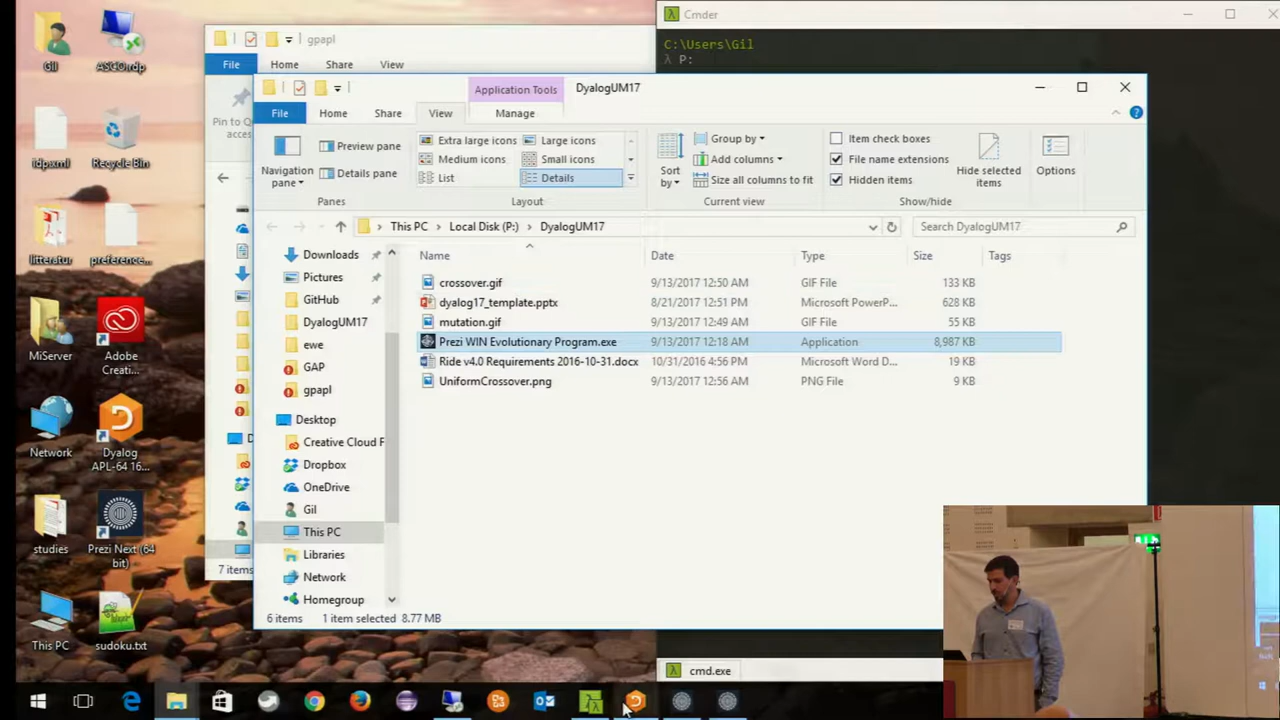 Gil
ASCO.rdp
idp.xml
Recycle Bin
litteratur
preference...
MiServer
Adobe
Creati...
Network
Dyalog
APL-64 16...
studies
Prezi Next (64
bit)
This PC
sudoku.txt
gpapl
File
Home
Share
View
Pin to Q
acces
7 items
Cmder
C:\Users\Gil
λ P:
cmd.exe
Application Tools
DyalogUM17
File
Home
Share
View
Manage
Navigation
pane
Preview pane
Details pane
Panes
Extra large icons
Large icons
Medium icons
Small icons
List
Details
Layout
Sort
by
Group by
Add columns
Size all columns to fit
Current view
Item check boxes
File name extensions
Hidden items
Hide selected
items
Show/hide
Options
This PC
Local Disk (P:)
DyalogUM17
Search DyalogUM17
Downloads
Pictures
GitHub
DyalogUM17
ewe
GAP
gpapl
Desktop
Creative Cloud F
Dropbox
OneDrive
Gil
This PC
Libraries
Network
Homegroup
Name Date Type Size Tags
crossover.gif 9/13/2017 12:50 AM GIF File 133 KB
dyalog17_template.pptx 8/21/2017 12:51 PM Microsoft PowerP... 628 KB
mutation.gif 9/13/2017 12:49 AM GIF File 55 KB
Prezi WIN Evolutionary Program.exe 9/13/2017 12:18 AM Application 8,987 KB
Ride v4.0 Requirements 2016-10-31.docx 10/31/2016 4:56 PM Microsoft Word D... 19 KB
UniformCrossover.png 9/13/2017 12:56 AM PNG File 9 KB
6 items 1 item selected 8.77 MB